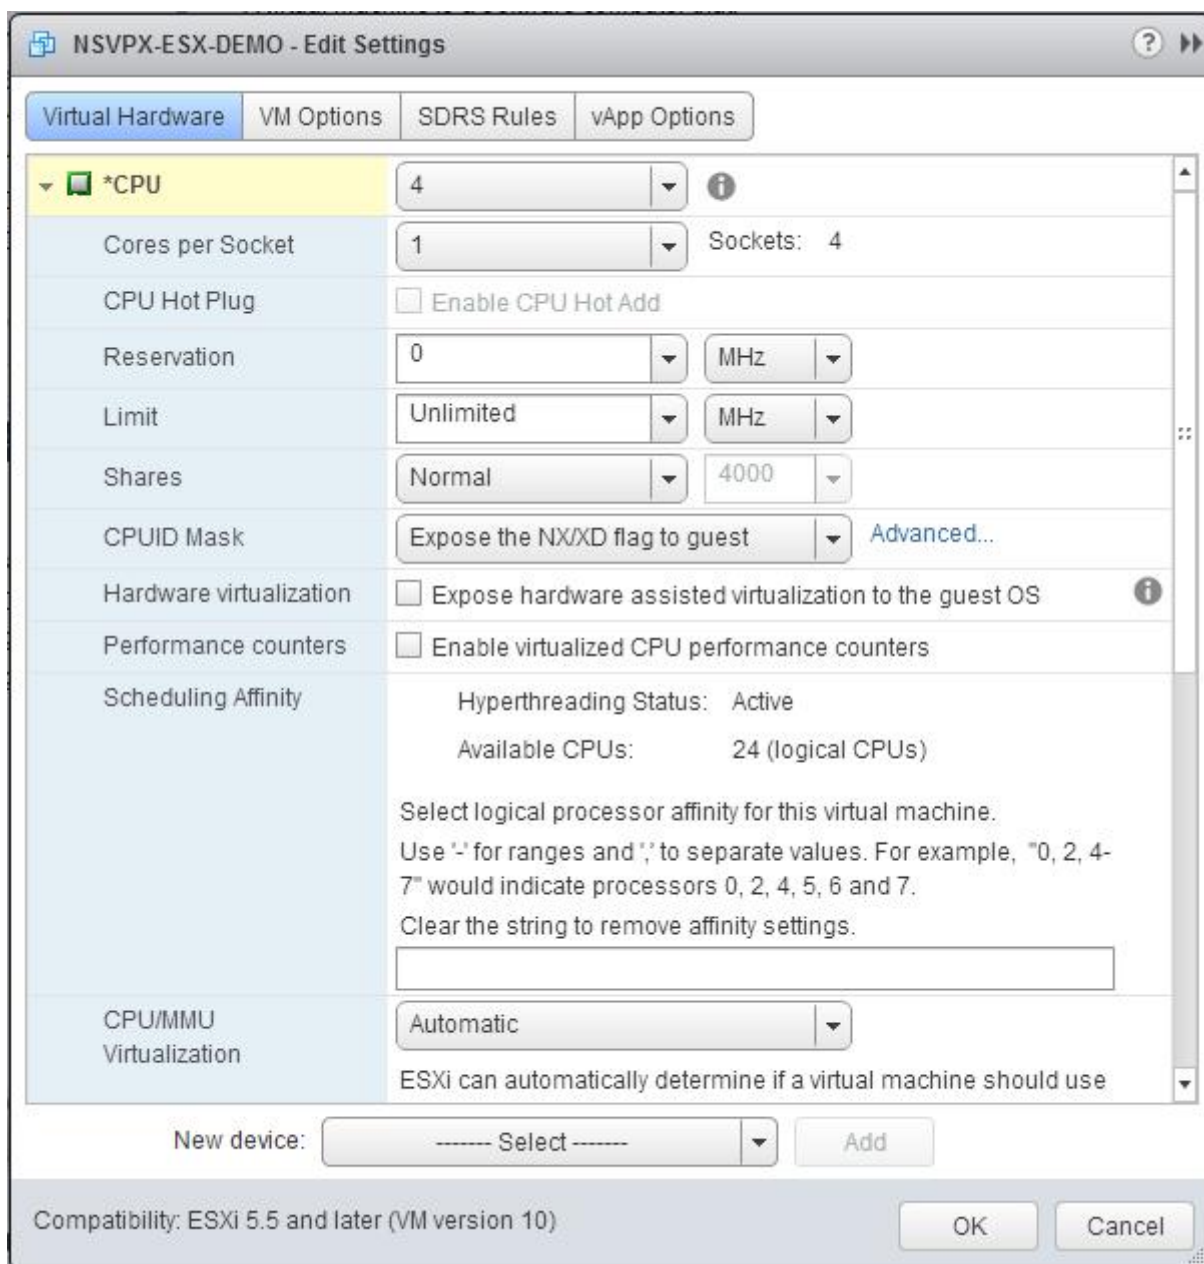 NSVPX-ESX-DEMO - Edit Settings
Virtual Hardware VM Options SDRS Rules vApp Options
*CPU 4
Cores per Socket 1 Sockets: 4
CPU Hot Plug Enable CPU Hot Add
Reservation 0 MHz
Limit Unlimited MHz
Shares Normal 4000
CPUID Mask Expose the NX/XD flag to guest Advanced...
Hardware virtualization Expose hardware assisted virtualization to the guest OS
Performance counters Enable virtualized CPU performance counters
Scheduling Affinity Hyperthreading Status: Active
Available CPUs: 24 (logical CPUs)
Select logical processor affinity for this virtual machine.
Use '-' for ranges and ',' to separate values. For example, "0, 2, 4-
7" would indicate processors 0, 2, 4, 5, 6 and 7.
Clear the string to remove affinity settings.
CPU/MMU
Virtualization
Automatic
ESXi can automatically determine if a virtual machine should use
New device: ------- Select ------- Add
Compatibility: ESXi 5.5 and later (VM version 10) OK Cancel